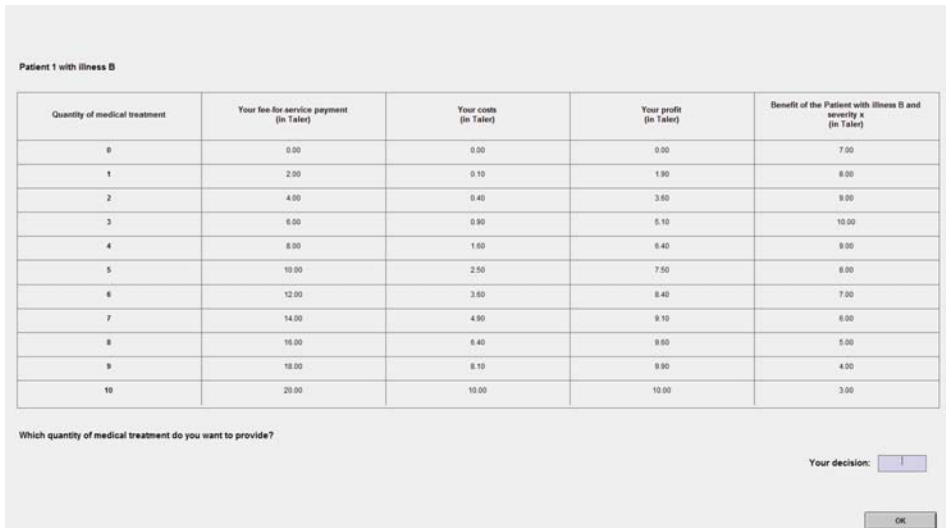 Patient 1 with illness B
Quantity of medical treatment Your fee-for-service payment (in Taler) Your costs (in Taler) Your profit (in Taler) Benefit of the Patient with illness B and severity x (in Taler)
0 0.00 0.00 0.00 7.00
1 2.00 0.10 1.90 8.00
2 4.00 0.40 3.60 9.00
3 6.00 0.90 5.10 10.00
4 8.00 1.60 6.40 9.00
5 10.00 2.50 7.50 8.00
6 12.00 3.60 8.40 7.00
7 14.00 4.90 9.10 6.00
8 16.00 6.40 9.60 5.00
9 18.00 8.10 9.90 4.00
10 20.00 10.00 10.00 3.00
Which quantity of medical treatment do you want to provide?
Your decision:
OK